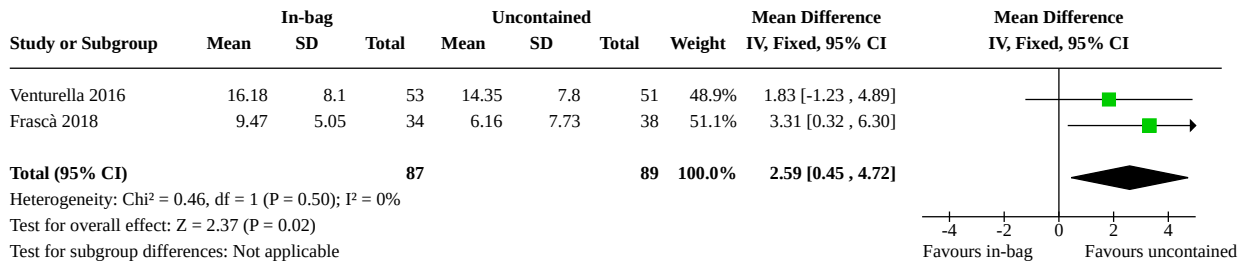 In-bag Uncontained Mean Difference Mean Difference
Study or Subgroup Mean SD Total Mean SD Total Weight IV, Fixed, 95% CI IV, Fixed, 95% CI
Venturella 2016 16.18 8.1 53 14.35 7.8 51 48.9% 1.83 [-1.23 , 4.89]
Frascà 2018 9.47 5.05 34 6.16 7.73 38 51.1% 3.31 [0.32 , 6.30]
Total (95% CI) 87 89 100.0% 2.59 [0.45 , 4.72]
Heterogeneity: Chi² = 0.46, df = 1 (P = 0.50); I² = 0%
Test for overall effect: Z = 2.37 (P = 0.02)
-4 -2 0 2 4
Test for subgroup differences: Not applicable Favours in-bag Favours uncontained